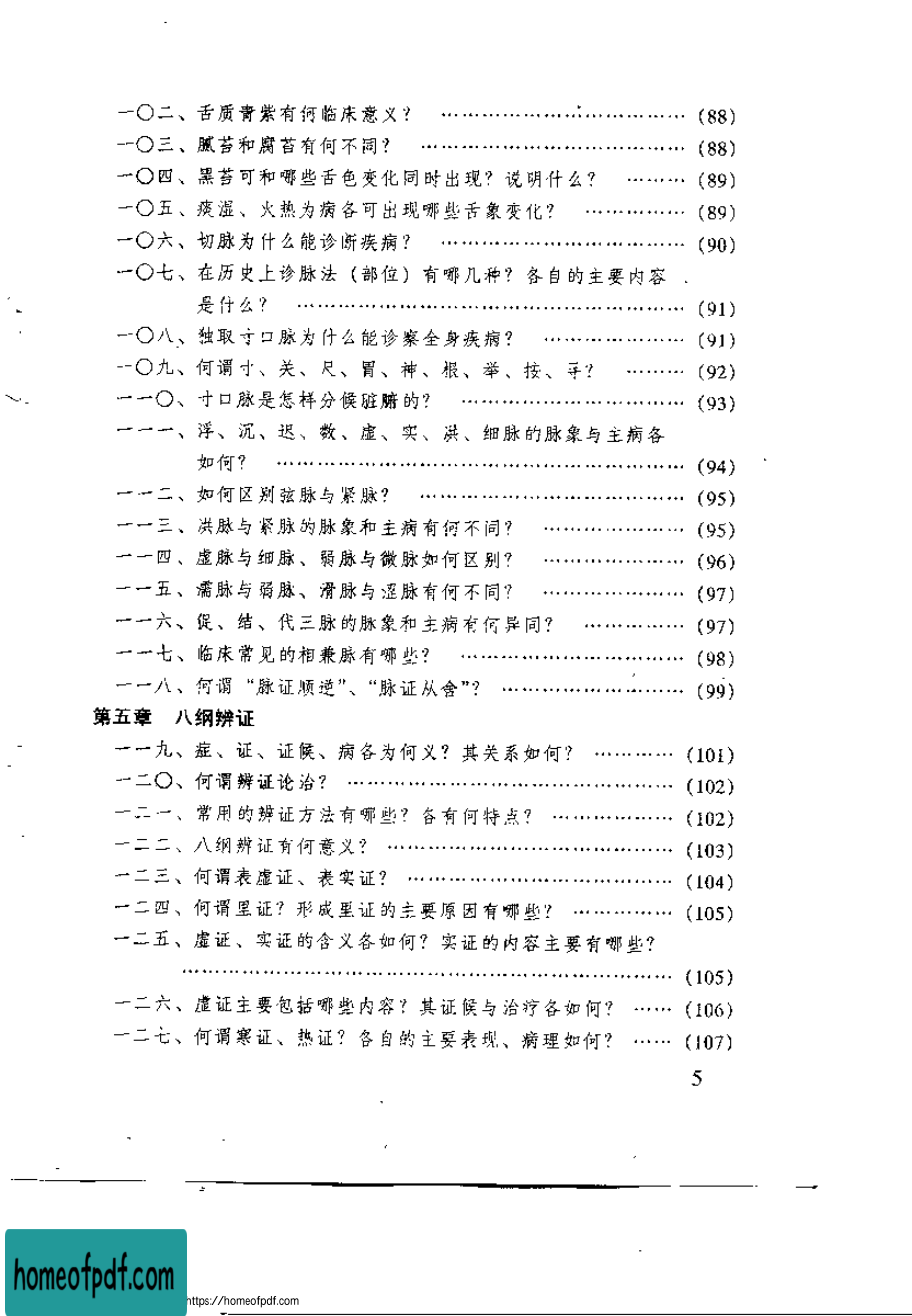 一〇二、舌质青紫有何临床意义? ……………………………… (88)
一〇三、腻苔和腐苔有何不同? ………………………………… (88)
一〇四、黑苔可和哪些舌色变化同时出现?说明什么? ……… (89)
一〇五、痰湿、火热为病各可出现哪些舌象变化? …………… (89)
一〇六、切脉为什么能诊断疾病? ……………………………… (90)
一〇七、在历史上诊脉法(部位)有哪几种?各自的主要内容
是什么? ………………………………………………… (91)
一〇八、独取寸口脉为什么能诊察全身疾病? ………………… (91)
一〇九、何谓寸、关、尺、胃、神、根、举、按、寻? ……… (92)
一一〇、寸口脉是怎样分候脏腑的? …………………………… (93)
一一一、浮、沉、迟、数、虚、实、洪、细脉的脉象与主病各
如何? …………………………………………………… (94)
一一二、如何区别弦脉与紧脉? ………………………………… (95)
一一三、洪脉与紧脉的脉象和主病有何不同? ………………… (95)
一一四、虚脉与细脉、弱脉与微脉如何区别? ………………… (96)
一一五、濡脉与弱脉、滑脉与涩脉有何不同? ………………… (97)
一一六、促、结、代三脉的脉象和主病有何异同? …………… (97)
一一七、临床常见的相兼脉有哪些? …………………………… (98)
一一八、何谓“脉证顺逆”、“脉证从舍”? ……………………… (99)
第五章 八纲辨证
一一九、症、证、证候、病各为何义?其关系如何? ………… (101)
一二〇、何谓辨证论治? ………………………………………… (102)
一二一、常用的辨证方法有哪些?各有何特点? ……………… (102)
一二二、八纲辨证有何意义? …………………………………… (103)
一二三、何谓表虚证、表实证? ………………………………… (104)
一二四、何谓里证?形成里证的主要原因有哪些? …………… (105)
一二五、虚证、实证的含义各如何?实证的内容主要有哪些?
……………………………………………………………… (105)
一二六、虚证主要包括哪些内容?其证候与治疗各如何? …… (106)
一二七、何谓寒证、热证?各自的主要表现、病理如何? …… (107)
5
homeofpdf.com
https://homeofpdf.com